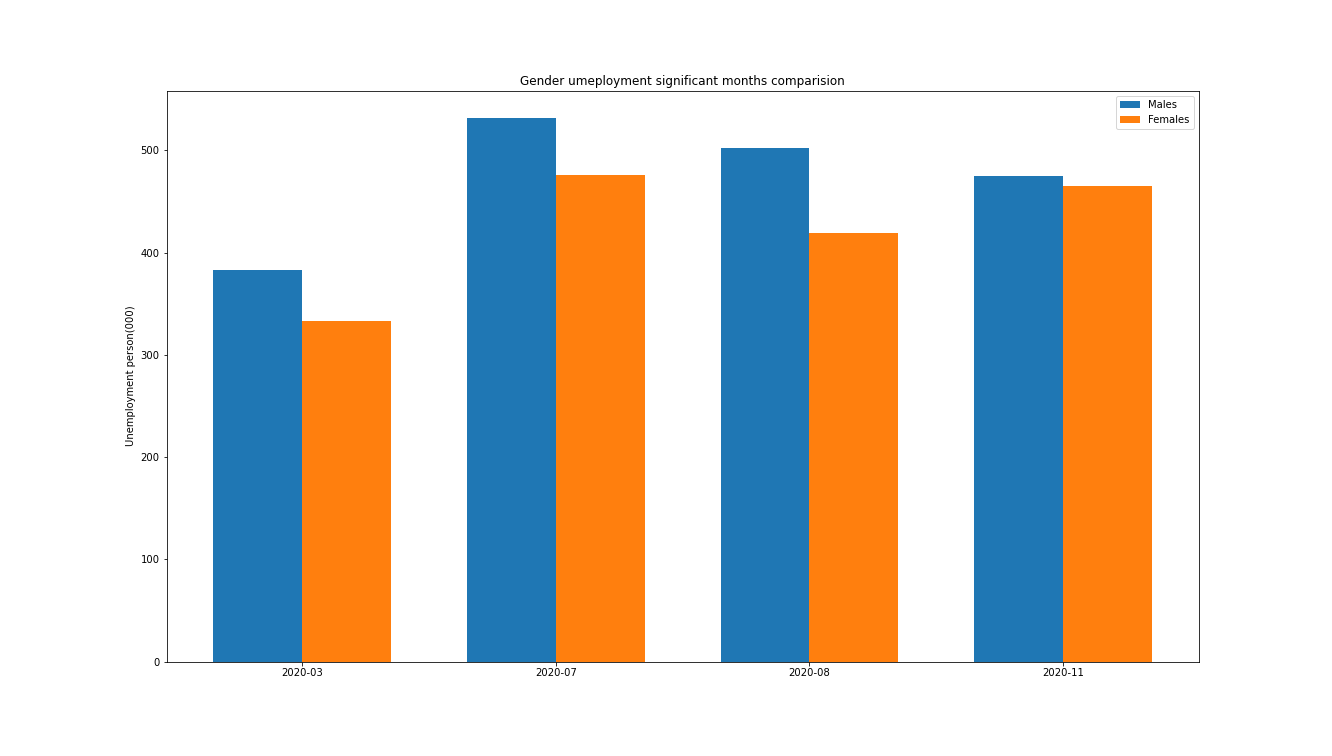 Gender umeployment significant months comparision
Males
Females
Unemployment person(000)
500
400
300
200
100
0
2020-03
2020-07
2020-08
2020-11